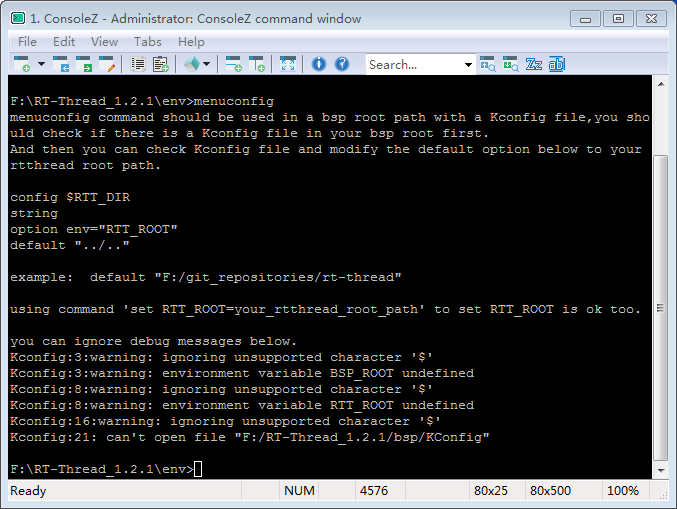 1. ConsoleZ - Administrator: ConsoleZ command window
File Edit View Tabs Help
Search...
F:\RT-Thread_1.2.1\env>menuconfig
menuconfig command should be used in a bsp root path with a Kconfig file,you sho
uld check if there is a Kconfig file in your bsp root first.
And then you can check Kconfig file and modify the default option below to your
rtthread root path.
config $RTT_DIR
string
option env="RTT_ROOT"
default "../.."
example:  default "F:/git_repositories/rt-thread"
using command 'set RTT_ROOT=your_rtthread_root_path' to set RTT_ROOT is ok too.
you can ignore debug messages below.
Kconfig:3:warning: ignoring unsupported character '$'
Kconfig:3:warning: environment variable BSP_ROOT undefined
Kconfig:8:warning: ignoring unsupported character '$'
Kconfig:8:warning: environment variable RTT_ROOT undefined
Kconfig:16:warning: ignoring unsupported character '$'
Kconfig:21: can't open file "F:/RT-Thread_1.2.1/bsp/KConfig"
F:\RT-Thread_1.2.1\env>
Ready NUM 4576 80x25 80x500 100%